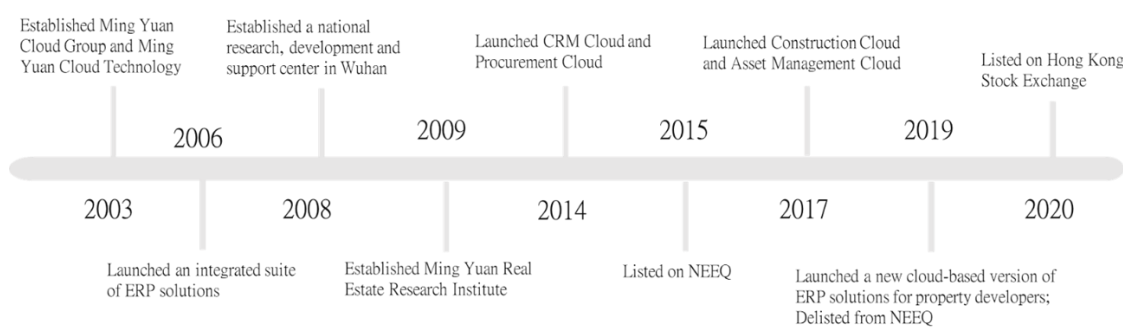 Established Ming Yuan
Cloud Group and Ming
Yuan Cloud Technology
2003
2006
Launched an integrated suite
of ERP solutions
Established a national
research, development and
support center in Wuhan
2008
2009
Established Ming Yuan Real
Estate Research Institute
Launched CRM Cloud and
Procurement Cloud
2014
2015
Listed on NEEQ
Launched Construction Cloud
and Asset Management Cloud
2017
2019
Launched a new cloud-based version of
ERP solutions for property developers;
Delisted from NEEQ
Listed on Hong Kong
Stock Exchange
2020